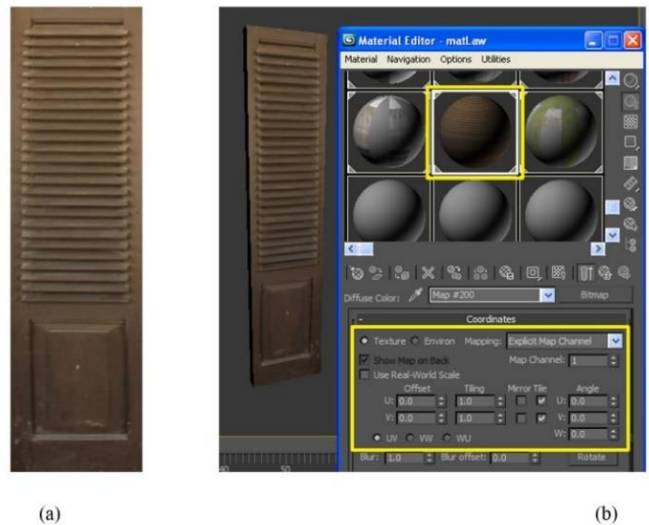 Material Editor - matLaw
Material Navigation Options Utilities
Diffuse Color: Map #200 Bitmap
- Coordinates
Texture Environ Mapping: Explicit Map Channel
Show Map on Back Map Channel: 1
Use Real-World Scale
Offset Tiling Mirror Tile Angle
U: 0.0 1.0 U: 0.0
V: 0.0 1.0 V: 0.0
W: 0.0
UV VW WU
Blur: 1.0 Blur offset: 0.0 Rotate
50
(a) (b)